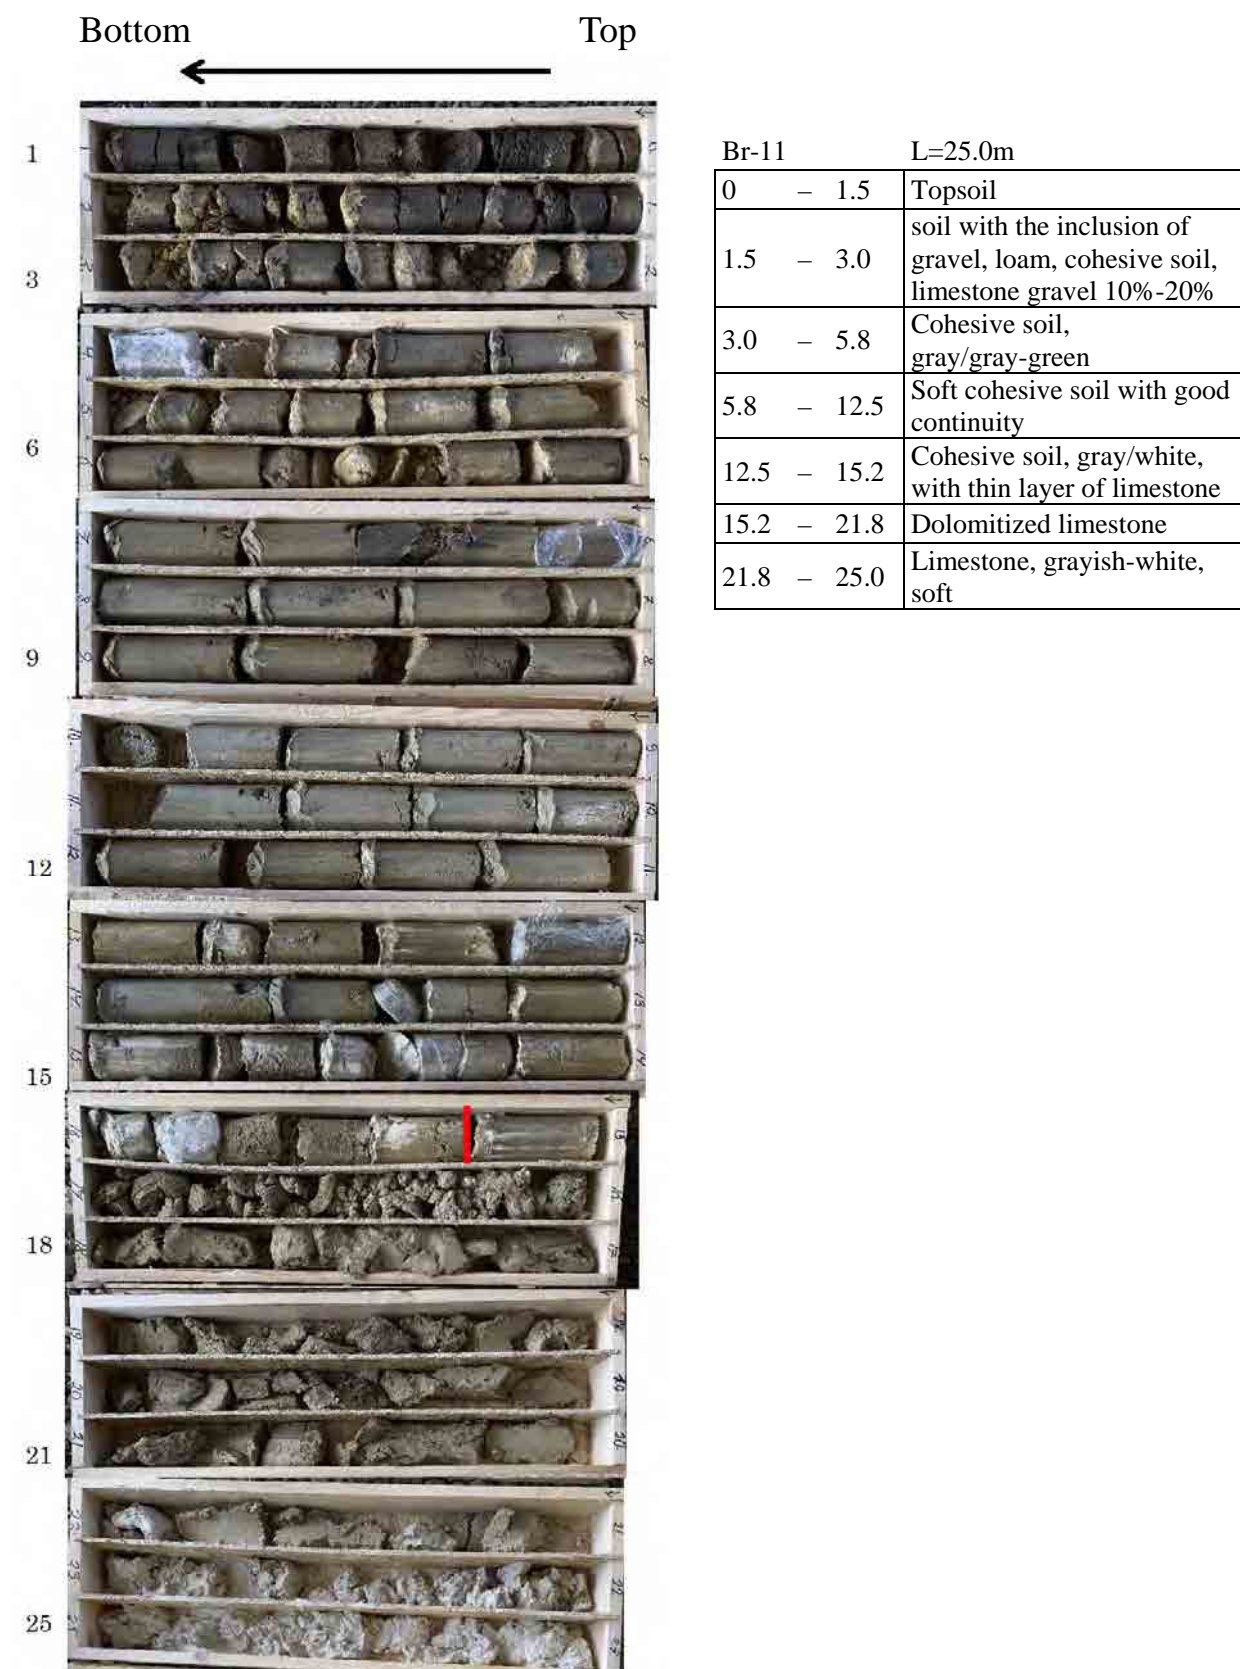 Bottom Top
Br-11 L=25.0m
0 – 1.5 Topsoil
1.5 – 3.0 soil with the inclusion of
gravel, loam, cohesive soil,
limestone gravel 10%-20%
3.0 – 5.8 Cohesive soil,
gray/gray-green
5.8 – 12.5 Soft cohesive soil with good
continuity
12.5 – 15.2 Cohesive soil, gray/white,
with thin layer of limestone
15.2 – 21.8 Dolomitized limestone
21.8 – 25.0 Limestone, grayish-white,
soft
1
3
6
9
12
15
18
21
25